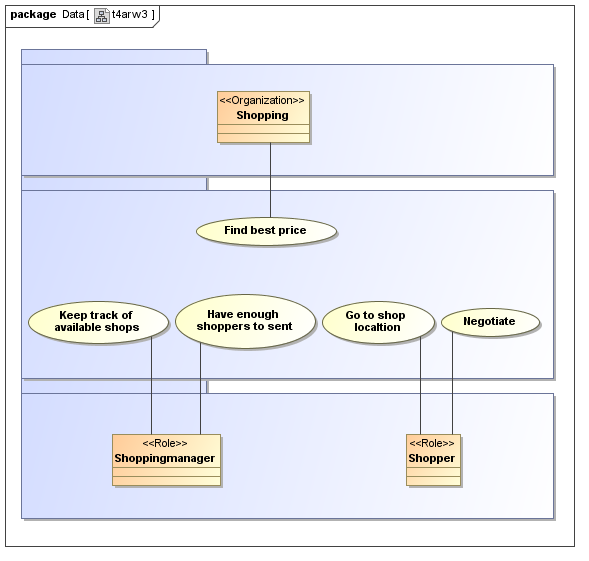 package Data[ t4arw3 ]
<<Organization>>
Shopping
Find best price
Keep track of
available shops
Have enough
shoppers to sent
Go to shop
localtion
Negotiate
<<Role>>
Shoppingmanager
<<Role>>
Shopper